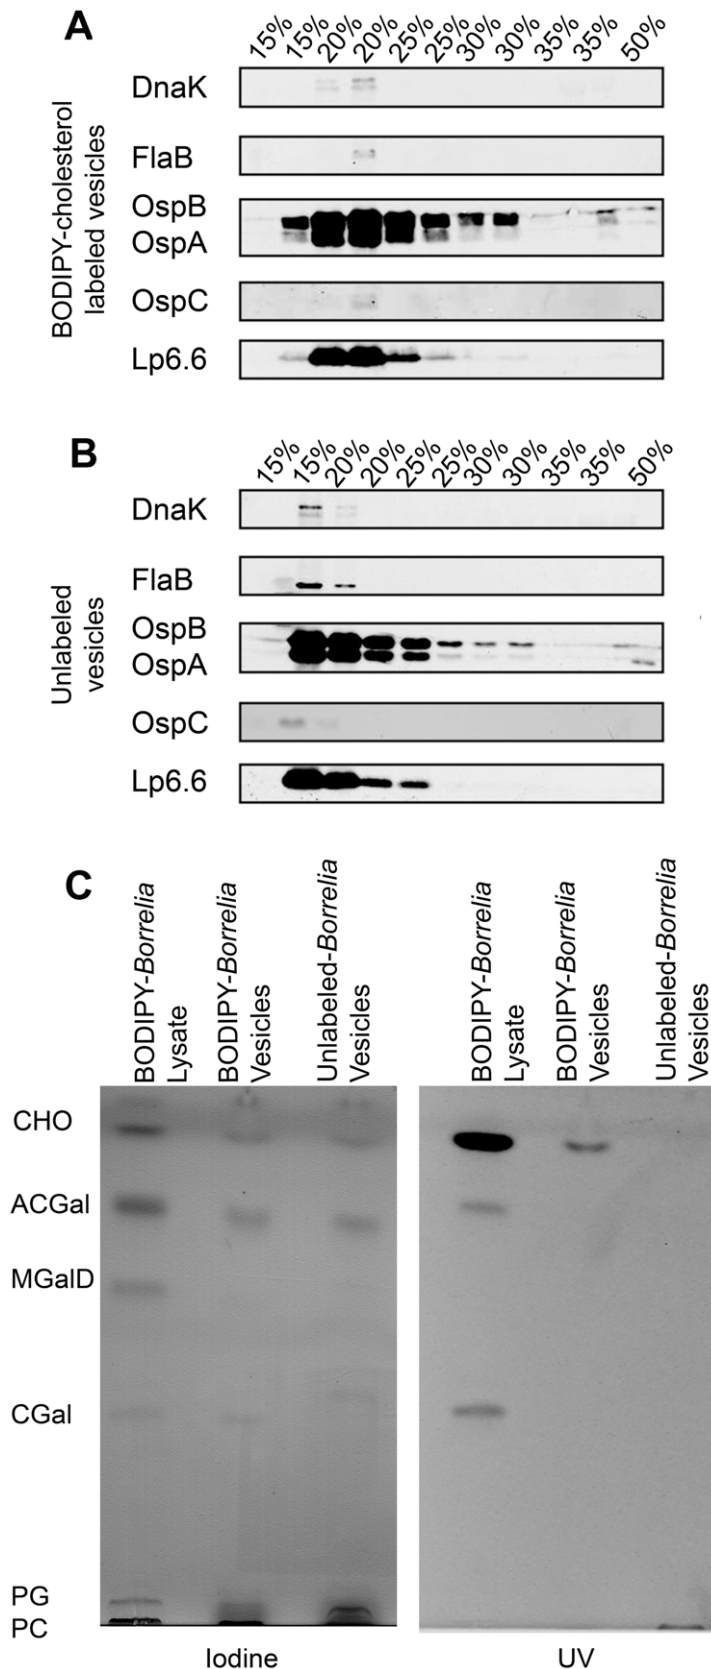 A
15% 15% 20% 20% 25% 25% 30% 30% 35% 35% 50%
BODIPY-cholesterol
labeled vesicles
DnaK
FlaB
OspB
OspA
OspC
Lp6.6
B
15% 15% 20% 20% 25% 25% 30% 30% 35% 35% 50%
Unlabeled
vesicles
DnaK
FlaB
OspB
OspA
OspC
Lp6.6
C
BODIPY-Borrelia
Lysate
BODIPY-Borrelia
Vesicles
Unlabeled-Borrelia
Vesicles
BODIPY-Borrelia
Lysate
BODIPY-Borrelia
Vesicles
Unlabeled-Borrelia
Vesicles
CHO
ACGal
MGalD
CGal
PG
PC
Iodine
UV